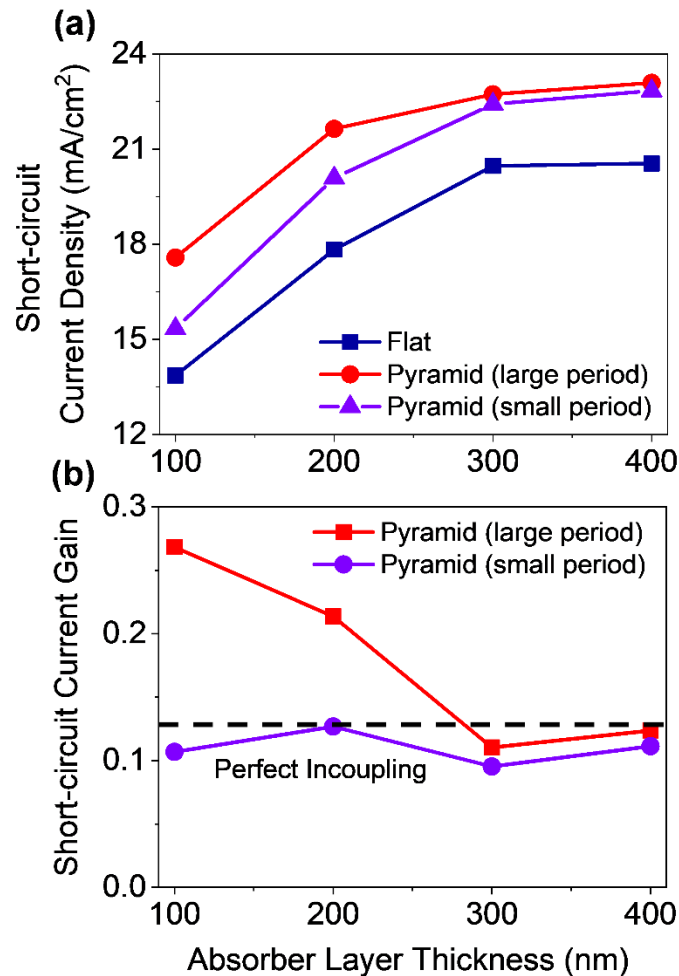 (a)
Short-circuit
Current Density (mA/cm²)
24
21
18
15
12
Flat
Pyramid (large period)
Pyramid (small period)
100
200
300
400
(b)
Short-circuit Current Gain
0.3
0.2
0.1
0.0
Pyramid (large period)
Pyramid (small period)
Perfect Incoupling
100
200
300
400
Absorber Layer Thickness (nm)